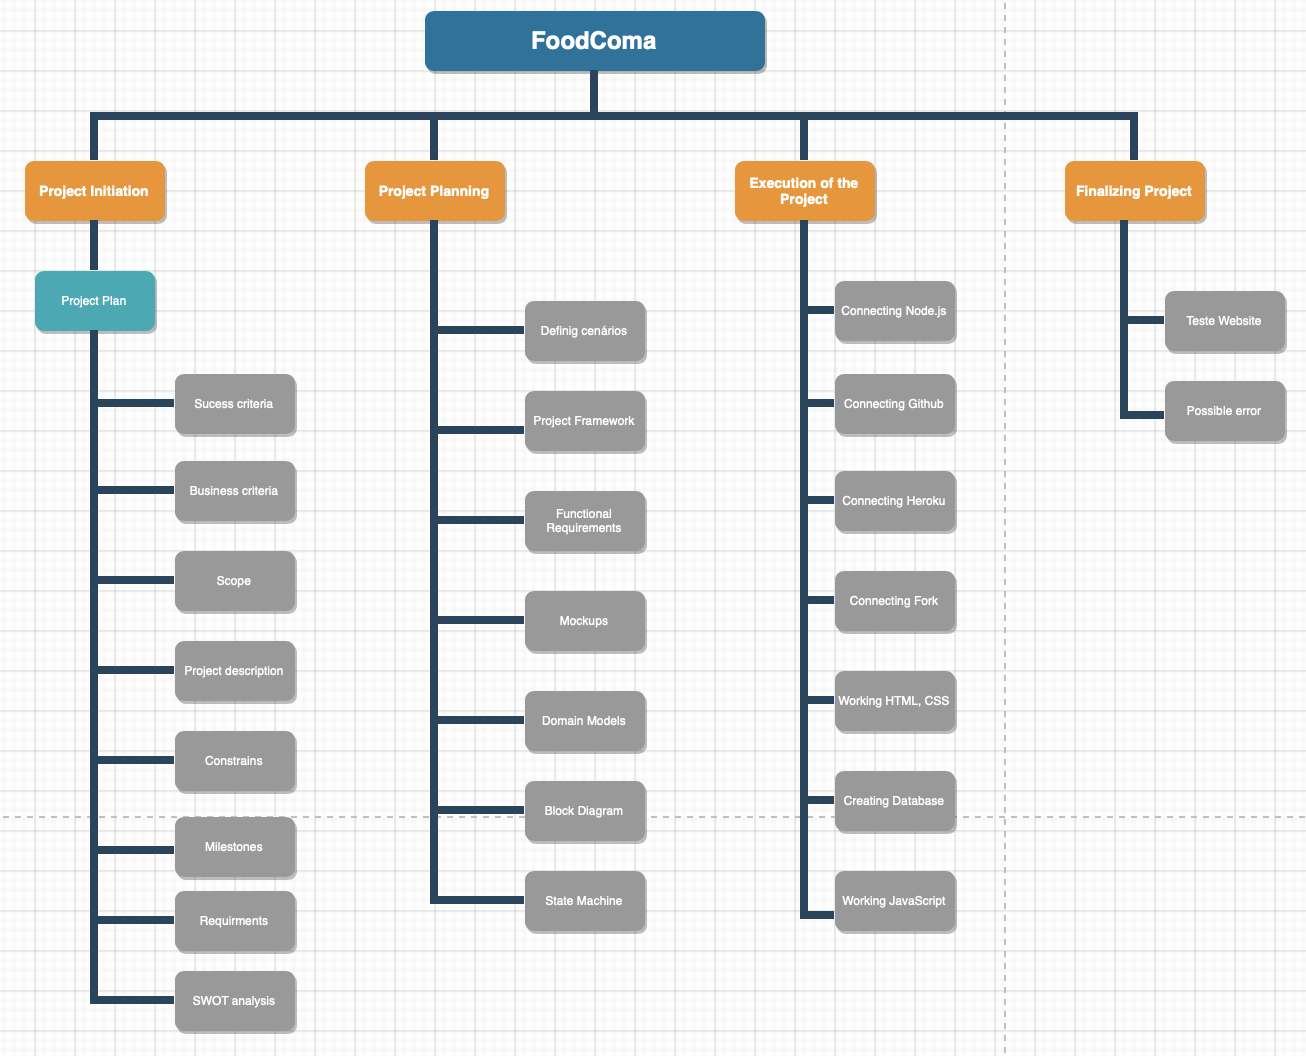 FoodComa
Project Initiation
Project Planning
Execution of the
Project
Finalizing Project
Project Plan
Sucess criteria
Business criteria
Scope
Project description
Constrains
Milestones
Requirments
SWOT analysis
Definig cenários
Project Framework
Functional
Requirements
Mockups
Domain Models
Block Diagram
State Machine
Connecting Node.js
Connecting Github
Connecting Heroku
Connecting Fork
Working HTML, CSS
Creating Database
Working JavaScript
Teste Website
Possible error